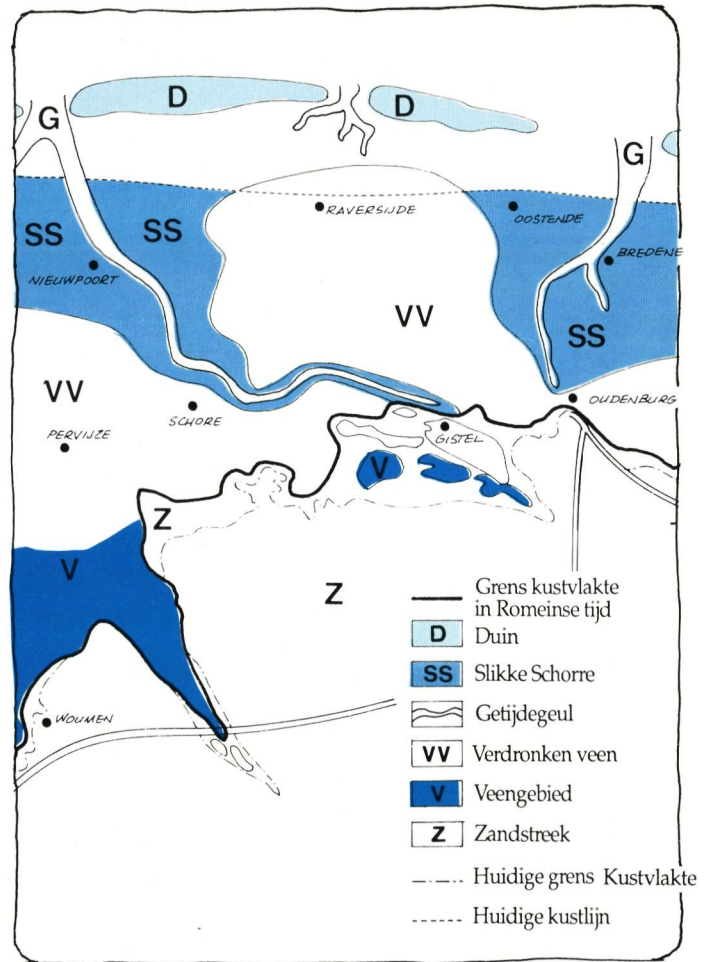 D
D
G
G
SS
SS
RAVERSIJDE
OOSTENDE
BREDENE
NIEUWPOORT
VV
SS
VV
SCHORE
OUDENBURG
PERVIJZE
GISTEL
V
Z
V
Z
WOUMEN
Grens kustvlakte
in Romeinse tijd
D Duin
SS Slikke Schorre
Getijdegeul
VV Verdronken veen
V Veengebied
Z Zandstreek
Huidige grens Kustvlakte
Huidige kustlijn